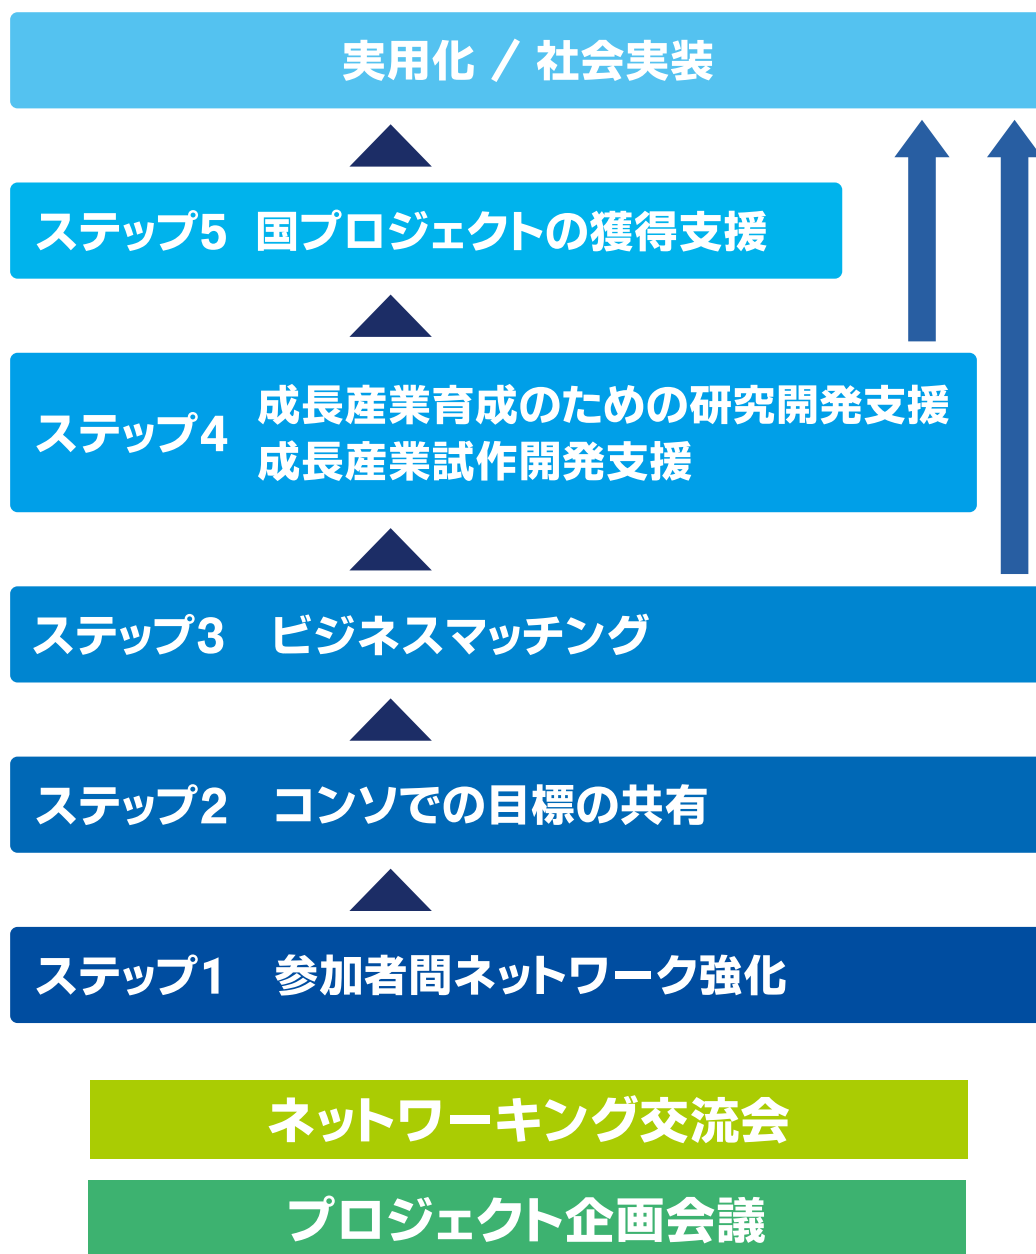 実用化 / 社会実装
ステップ5 国プロジェクトの獲得支援
ステップ4 成長産業育成のための研究開発支援
成長産業試作開発支援
ステップ3 ビジネスマッチング
ステップ2 コンソでの目標の共有
ステップ1 参加者間ネットワーク強化
ネットワーキング交流会
プロジェクト企画会議